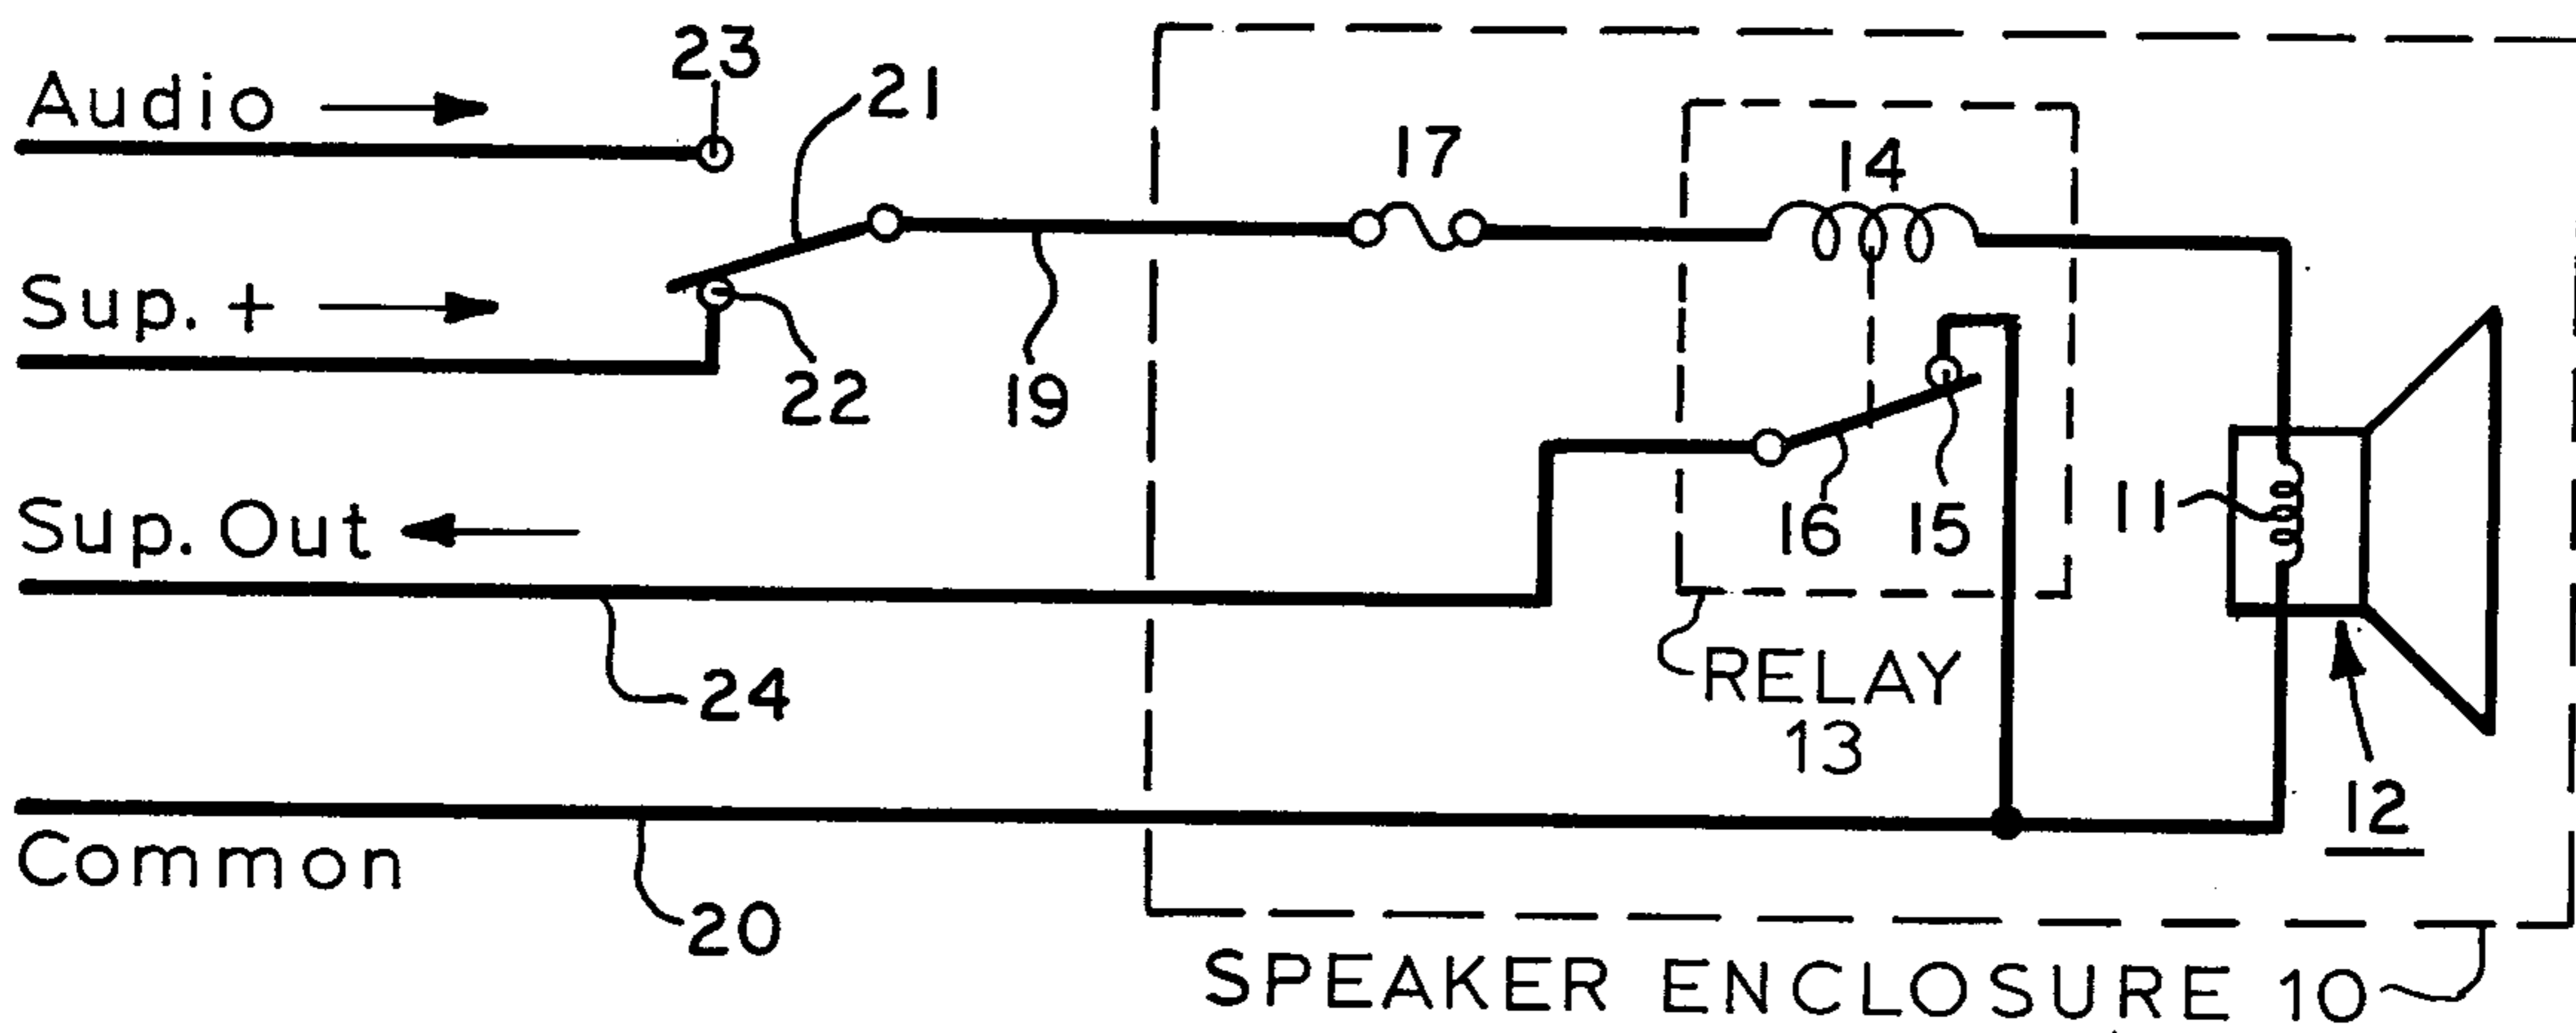 Audio
23
21
17
14
Sup. +
22
19
16
15
11
Sup. Out
24
RELAY
13
12
Common
20
SPEAKER ENCLOSURE 10